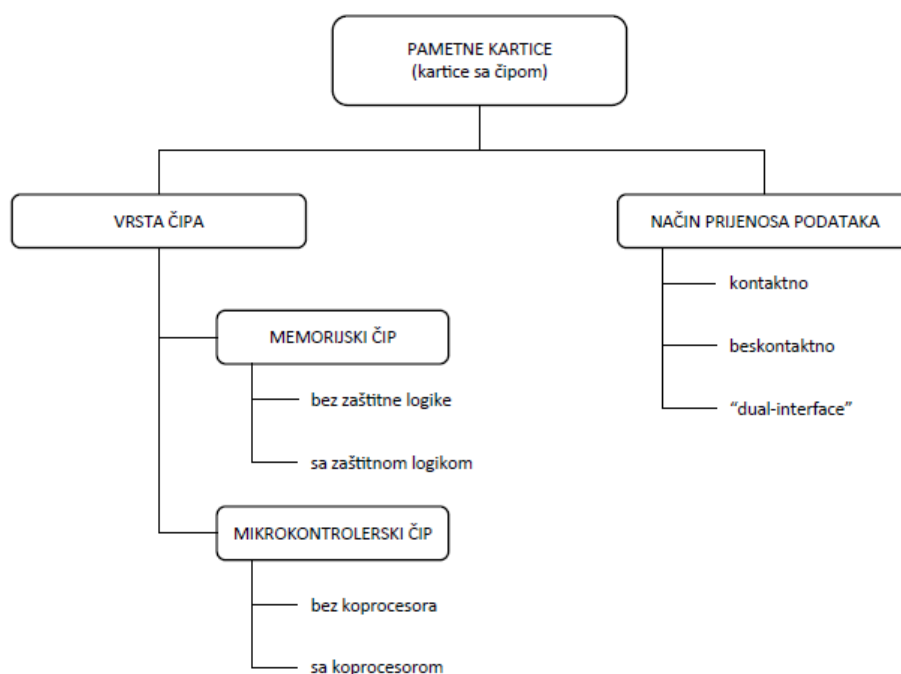 PAMETNE KARTICE
(kartice sa čipom)
VRSTA ČIPA
NAČIN PRIJENOSA PODATAKA
kontaktno
beskontaktno
“dual-interface”
MEMORIJSKI ČIP
bez zaštitne logike
sa zaštitnom logikom
MIKROKONTROLERSKI ČIP
bez koprocesora
sa koprocesorom